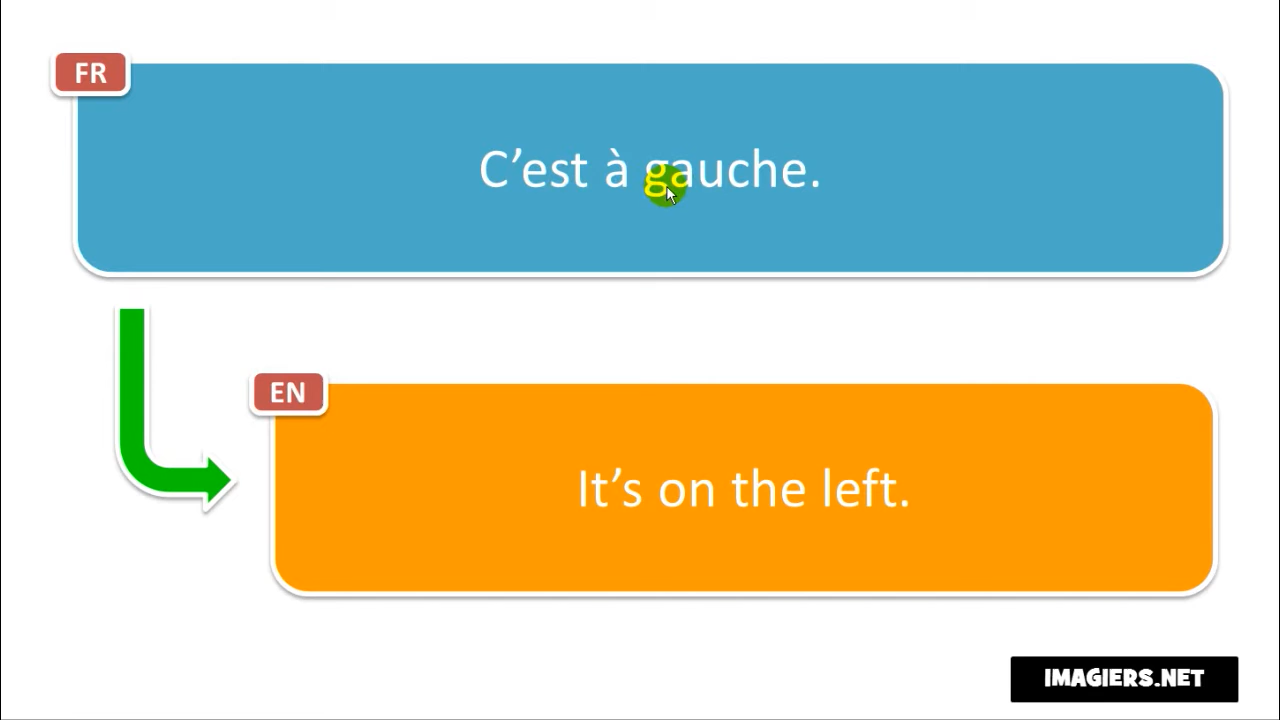 FR
C’est à gauche.
EN
It’s on the left.
IMAGIERS.NET